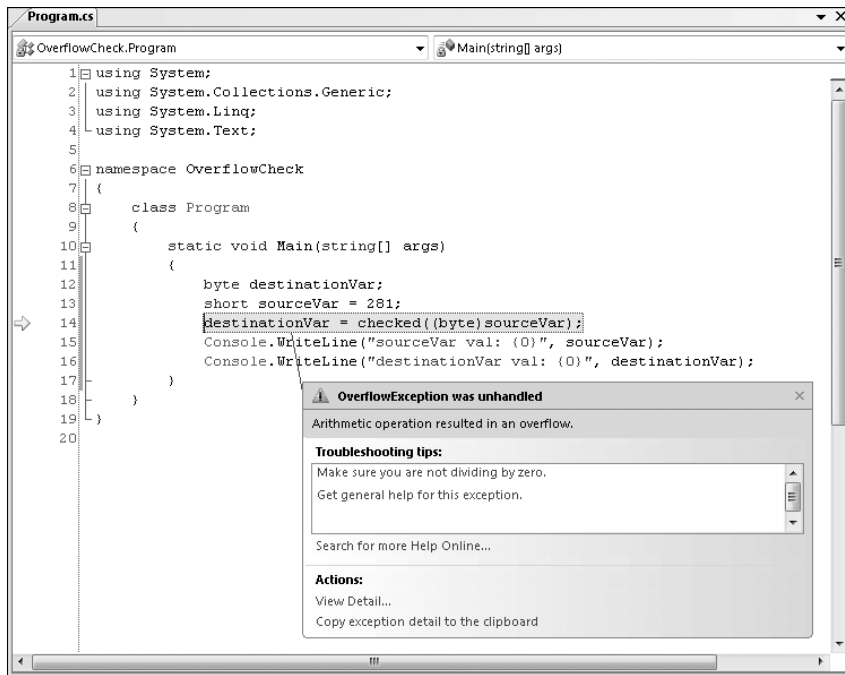 Program.cs
OverflowCheck.Program
Main(string[] args)
1 using System;
2 using System.Collections.Generic;
3 using System.Linq;
4 using System.Text;
5
6 namespace OverflowCheck
7 {
8 class Program
9 {
10 static void Main(string[] args)
11 {
12 byte destinationVar;
13 short sourceVar = 281;
14 destinationVar = checked((byte)sourceVar);
15 Console.WriteLine("sourceVar val: {0}", sourceVar);
16 Console.WriteLine("destinationVar val: {0}", destinationVar);
17 }
18 }
19 }
20
OverflowException was unhandled
Arithmetic operation resulted in an overflow.
Troubleshooting tips:
Make sure you are not dividing by zero.
Get general help for this exception.
Search for more Help Online...
Actions:
View Detail...
Copy exception detail to the clipboard